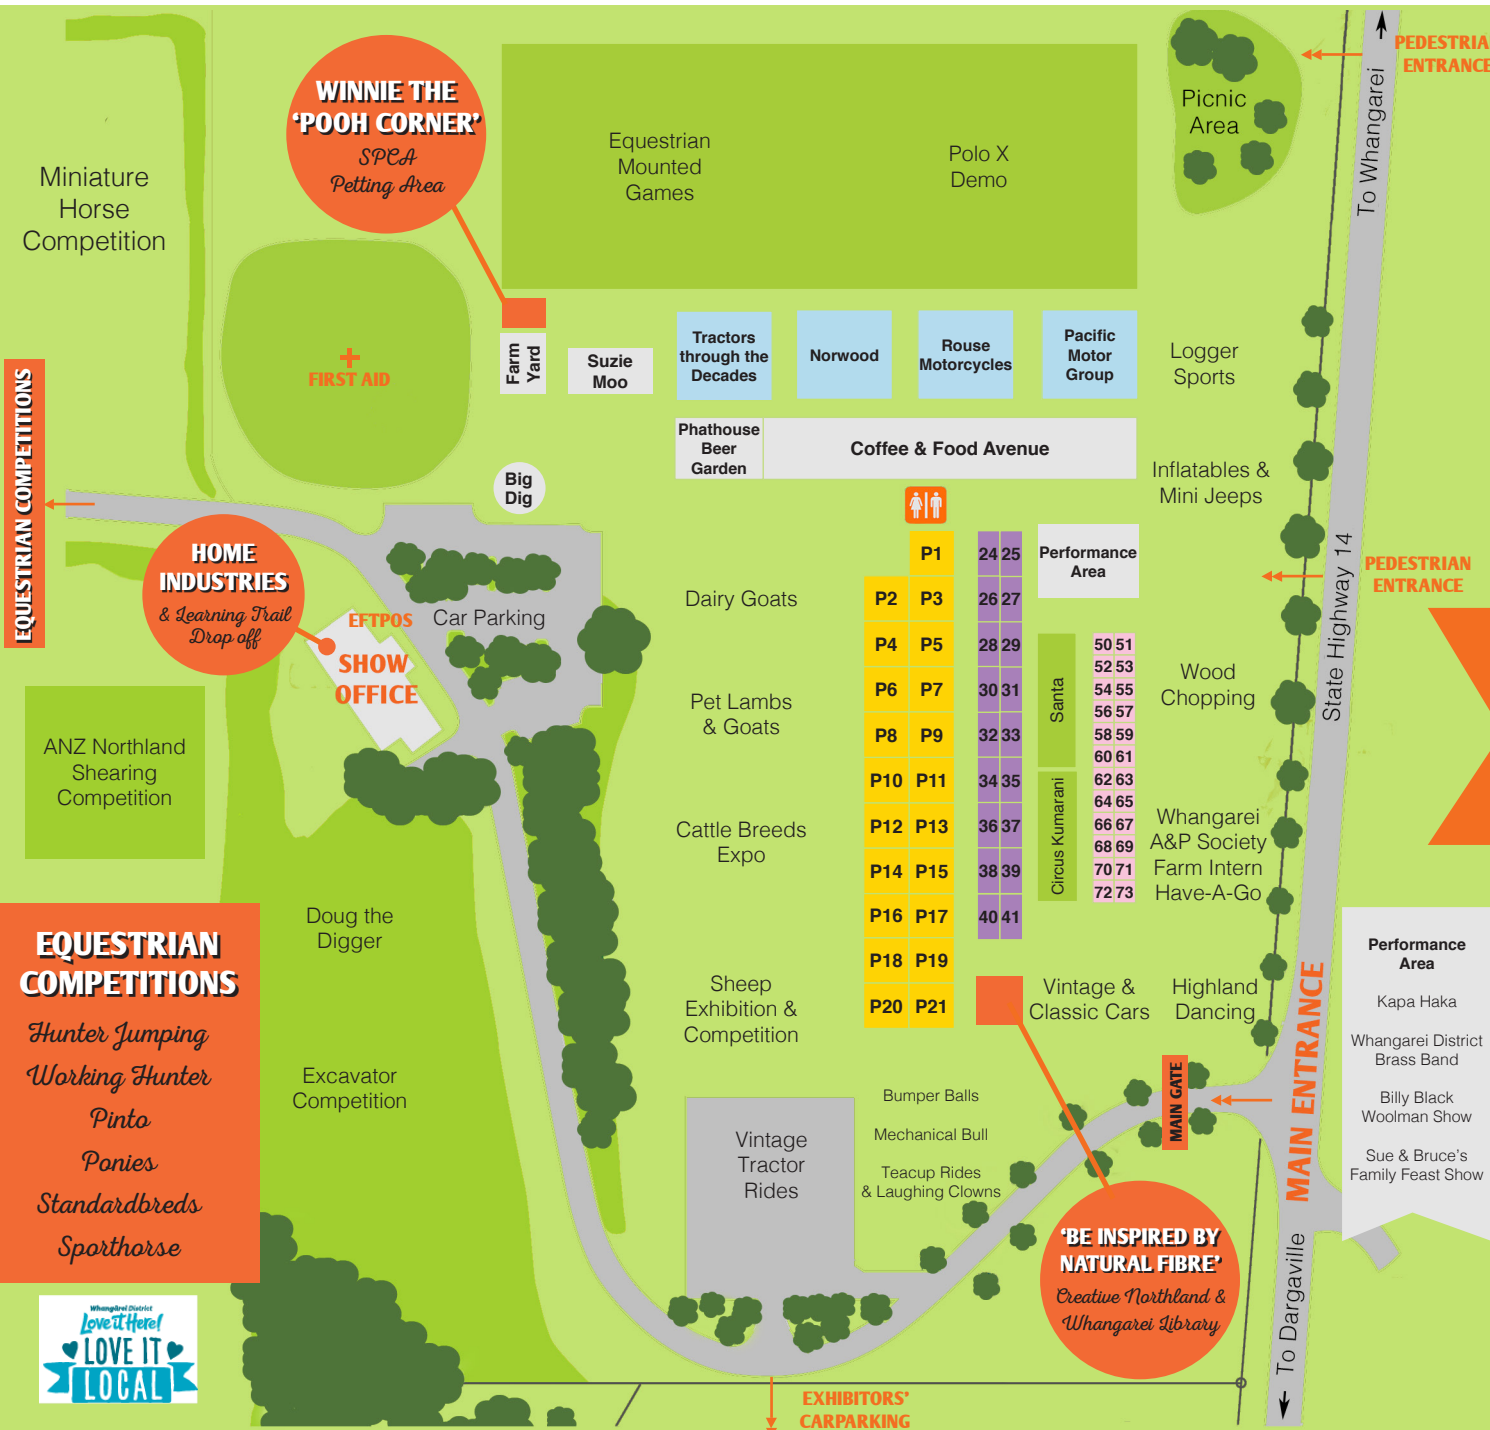 WINNIE THE
'POOH CORNER'
SPCA
Petting Area
Equestrian
Mounted
Games
Polo X
Demo
Picnic
Area
PEDESTRIA
ENTRANCE
To Whangarei
Miniature
Horse
Competition
FIRST AID
Farm
Yard
Suzie
Moo
Tractors
through the
Decades
Norwood
Rouse
Motorcycles
Pacific
Motor
Group
Logger
Sports
Phathouse
Beer
Garden
Coffee & Food Avenue
Inflatables &
Mini Jeeps
EQUESTRIAN COMPETITIONS
Big
Dig
HOME
INDUSTRIES
& Learning Trail
Drop off
EFTPOS
SHOW
OFFICE
Car Parking
Performance
Area
State Highway 14
PEDESTRIAN
ENTRANCE
Dairy Goats
Pet Lambs
& Goats
Cattle Breeds
Expo
Sheep
Exhibition &
Competition
P1
P2 P3
P4 P5
P6 P7
P8 P9
P10 P11
P12 P13
P14 P15
P16 P17
P18 P19
P20 P21
24 25
26 27
28 29
30 31
32 33
34 35
36 37
38 39
40 41
Santa
Circus Kumarani
50 51
52 53
54 55
56 57
58 59
60 61
62 63
64 65
66 67
68 69
70 71
72 73
Wood
Chopping
Whangarei
A&P Society
Farm Intern
Have-A-Go
ANZ Northland
Shearing
Competition
Doug the
Digger
Excavator
Competition
EQUESTRIAN
COMPETITIONS
Hunter Jumping
Working Hunter
Pinto
Ponies
Standardbreds
Sporthorse
Vintage &
Classic Cars
Highland
Dancing
MAIN GATE
MAIN ENTRANCE
Performance
Area
Kapa Haka
Whangarei District
Brass Band
Billy Black
Woolman Show
Sue & Bruce's
Family Feast Show
Vintage
Tractor
Rides
Bumper Balls
Mechanical Bull
Teacup Rides
& Laughing Clowns
'BE INSPIRED BY
NATURAL FIBRE'
Creative Northland &
Whangarei Library
To Dargaville
Whangārei District
Love it Here!
LOVE IT
LOCAL
EXHIBITORS'
CARPARKING